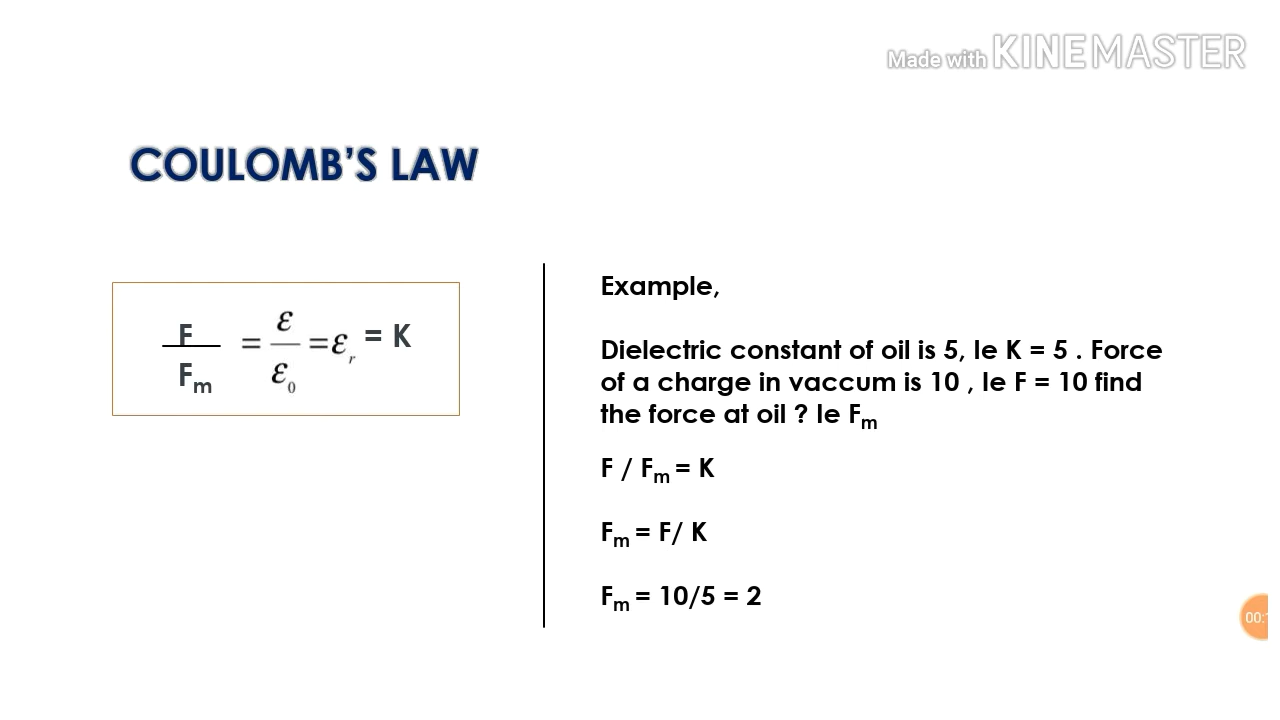 Made with KINEMASTER
COULOMB'S LAW
F
Fm
= ε/ε0 = εr = K
Example,
Dielectric constant of oil is 5, Ie K = 5 . Force
of a charge in vaccum is 10 , Ie F = 10 find
the force at oil ? Ie Fm
F / Fm = K
Fm = F/ K
Fm = 10/5 = 2